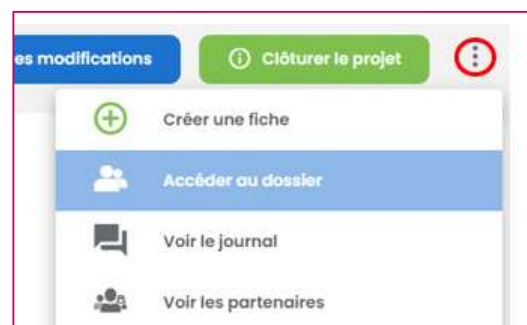 es modifications
Clôturer le projet
Créer une fiche
Accéder au dossier
Voir le journal
Voir les partenaires